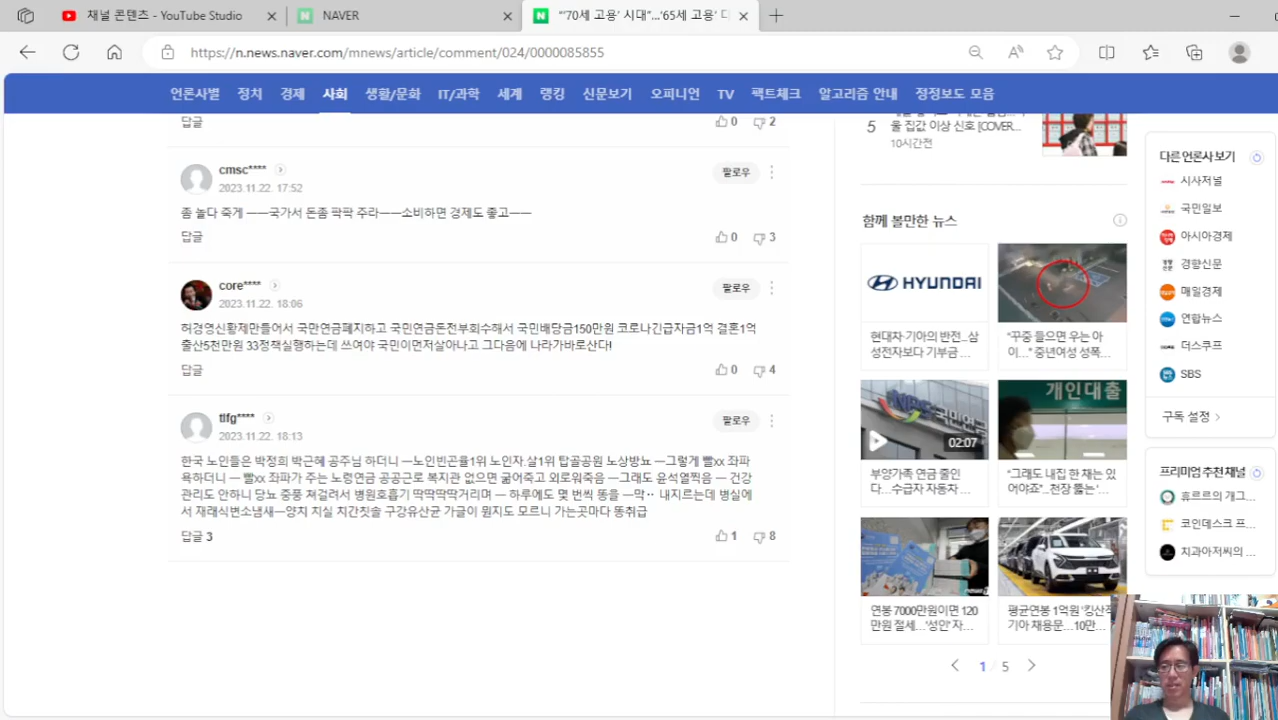 채널 콘텐츠 - YouTube Studio
NAVER
"'70세 고용' 시대"…'65세 고용' 다
https://n.news.naver.com/mnews/article/comment/024/0000085855
언론사별 정치 경제 사회 생활/문화 IT/과학 세계 랭킹 신문보기 오피니언 TV 팩트체크 알고리즘 안내 정정보도 모음
답글 0 2
cmsc****
2023.11.22. 17:52
팔로우
좀 놀다 죽게 ㅡㅡ국가서 돈좀 팍팍 주라ㅡㅡ소비하면 경제도 좋고ㅡㅡ
답글 0 3
core****
2023.11.22. 18:06
팔로우
허경영신황제만들어서 국만연금폐지하고 국민연금돈전부회수해서 국민배당금150만원 코로나긴급자금1억 결혼1억
출산5천만원 33정책실행하는데 쓰여야 국민이먼저살아나고 그다음에 나라가바로산다!
답글 0 4
tlfg****
2023.11.22. 18:13
팔로우
한국 노인들은 박정희 박근혜 공주님 하더니 ㅡ노인빈곤율1위 노인자.살1위 탑골공원 노상방뇨 ㅡ그렇게 빨xx 좌파
욕하더니 ㅡ 빨xx 좌파가 주는 노령연금 공공근로 복지관 없으면 굶어죽고 외로워죽음 ㅡ그래도 윤석열찍음 ㅡ 건강
관리도 안하니 당뇨 중풍 쳐걸려서 병원호흡기 딱딱딱딱거리며 ㅡ 하루에도 몇 번씩 똥을 ㅡ막‥ 내지르는데 병실에
서 재래식변소냄새ㅡ양치 치실 치간칫솔 구강유산균 가글이 뭔지도 모르니 가는곳마다 똥취급
답글 3 1 8
5
울 집값 이상 신호 [COVER...
10시간전
함께 볼만한 뉴스
HYUNDAI
현대차·기아의 반전…삼
성전자보다 기부금 ...
"꾸중 들으면 우는 아
이…" 중년여성 성폭...
국민연금
02:07
부양가족 연금 줄인
다…수급자 자동차 ...
개인대출
"그래도 내집 한 채는 있
어야죠"…천장 뚫는 '...
연봉 7000만원이면 120
만원 절세…'성인' 자...
평균연봉 1억원 '킹산직'
기아 채용문…10만...
1 / 5
다른 언론사 보기
시사저널
국민일보
아시아경제
경향신문
매일경제
연합뉴스
더스쿠프
SBS
구독 설정
프리미엄 추천 채널
휴르르의 개그...
코인데스크 프...
치과아저씨의 ...